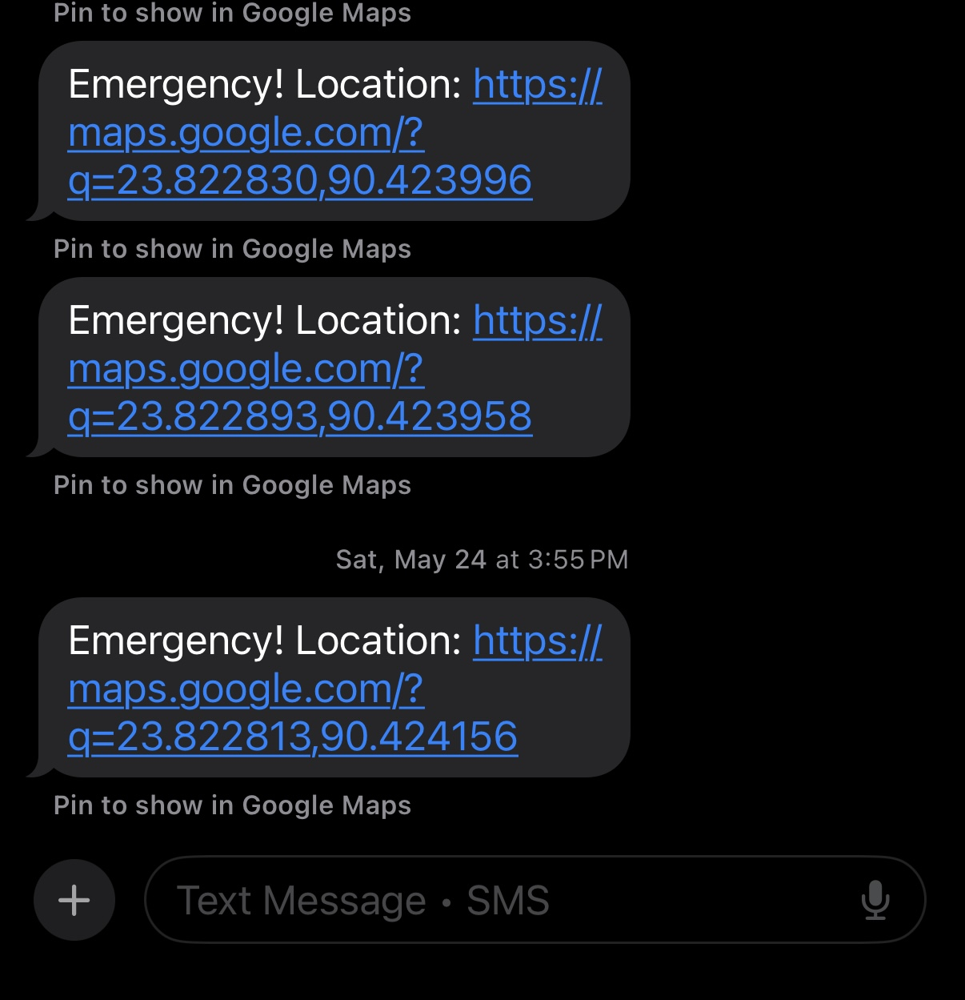 Pin to show in Google Maps
Emergency! Location: https://
maps.google.com/?
q=23.822830,90.423996
Pin to show in Google Maps
Emergency! Location: https://
maps.google.com/?
q=23.822893,90.423958
Pin to show in Google Maps
Sat, May 24 at 3:55 PM
Emergency! Location: https://
maps.google.com/?
q=23.822813,90.424156
Pin to show in Google Maps
Text Message • SMS